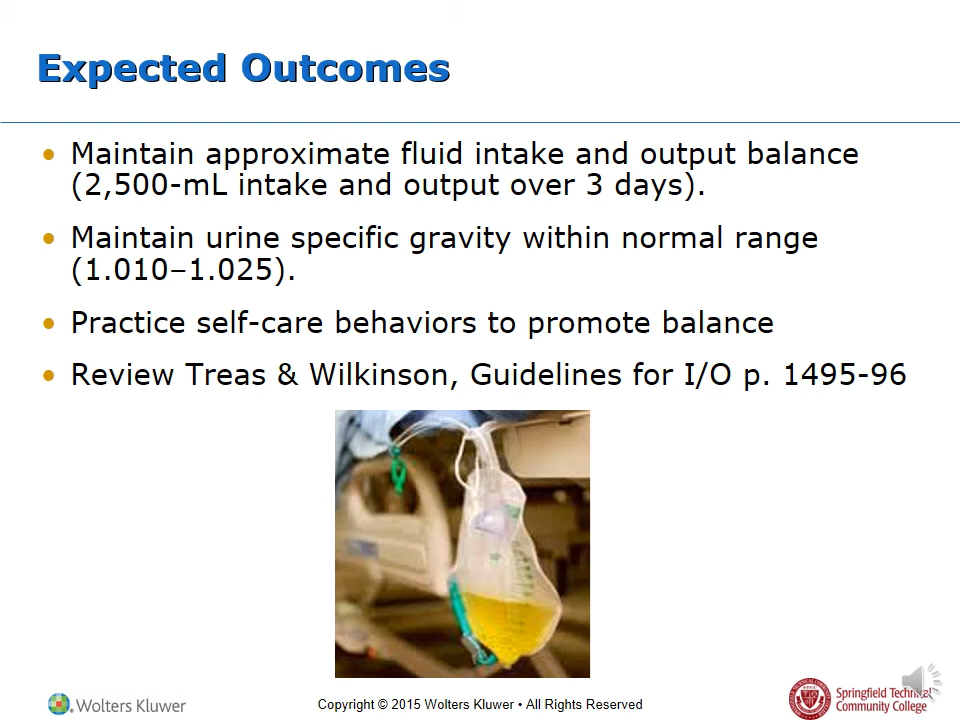 Expected Outcomes
• Maintain approximate fluid intake and output balance
(2,500-mL intake and output over 3 days).
• Maintain urine specific gravity within normal range
(1.010–1.025).
• Practice self-care behaviors to promote balance
• Review Treas & Wilkinson, Guidelines for I/O p. 1495-96
Wolters Kluwer
Copyright © 2015 Wolters Kluwer • All Rights Reserved
Springfield Technical
Community College